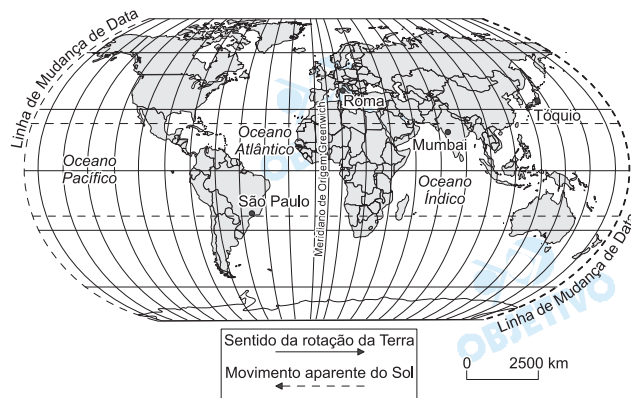 Linha de Mudança de Data
Roma
Tóquio
Oceano
Atlântico
Mumbai
Oceano
Pacífico
Oceano
Índico
São Paulo
Meridiano de Origem Greenwich
Linha de Mudança de Data
OBJETIVO
Sentido da rotação da Terra
Movimento aparente do Sol
0 2500 km